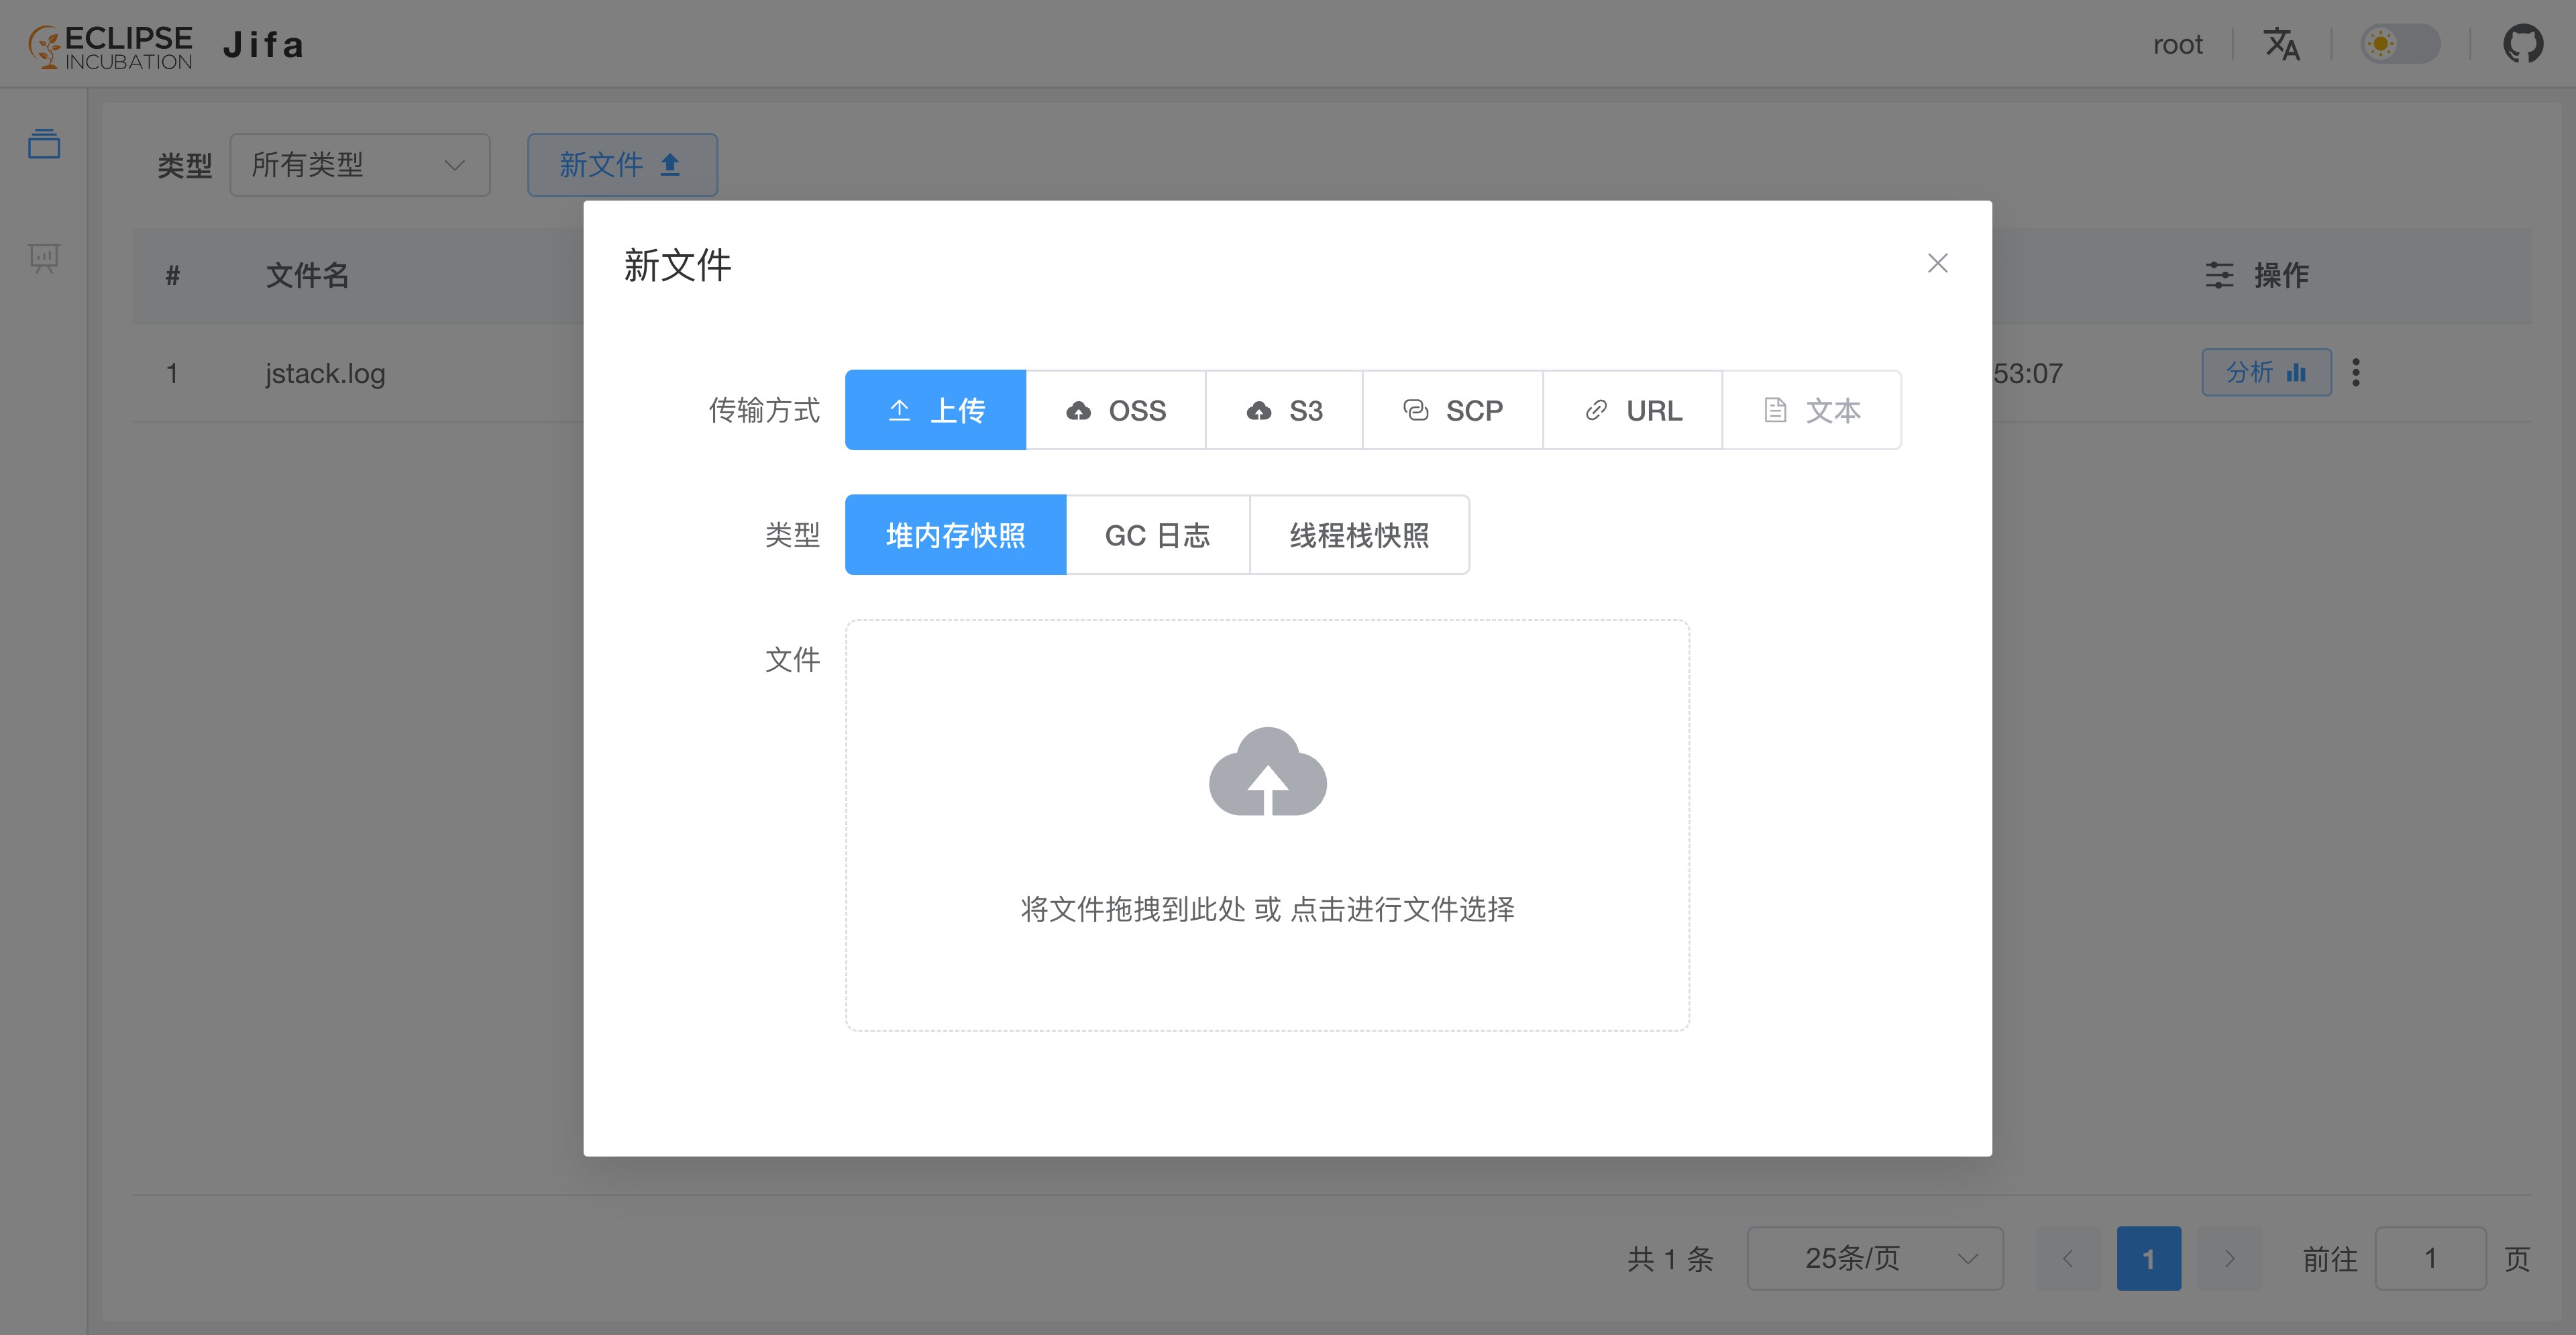 ECLIPSE
INCUBATION
Jifa
root
类型 所有类型 新文件
# 文件名 操作
1 jstack.log 53:07 分析
新文件
传输方式 上传 OSS S3 SCP URL 文本
类型 堆内存快照 GC 日志 线程栈快照
文件
将文件拖拽到此处 或 点击进行文件选择
共 1 条 25条/页 1 前往 1 页